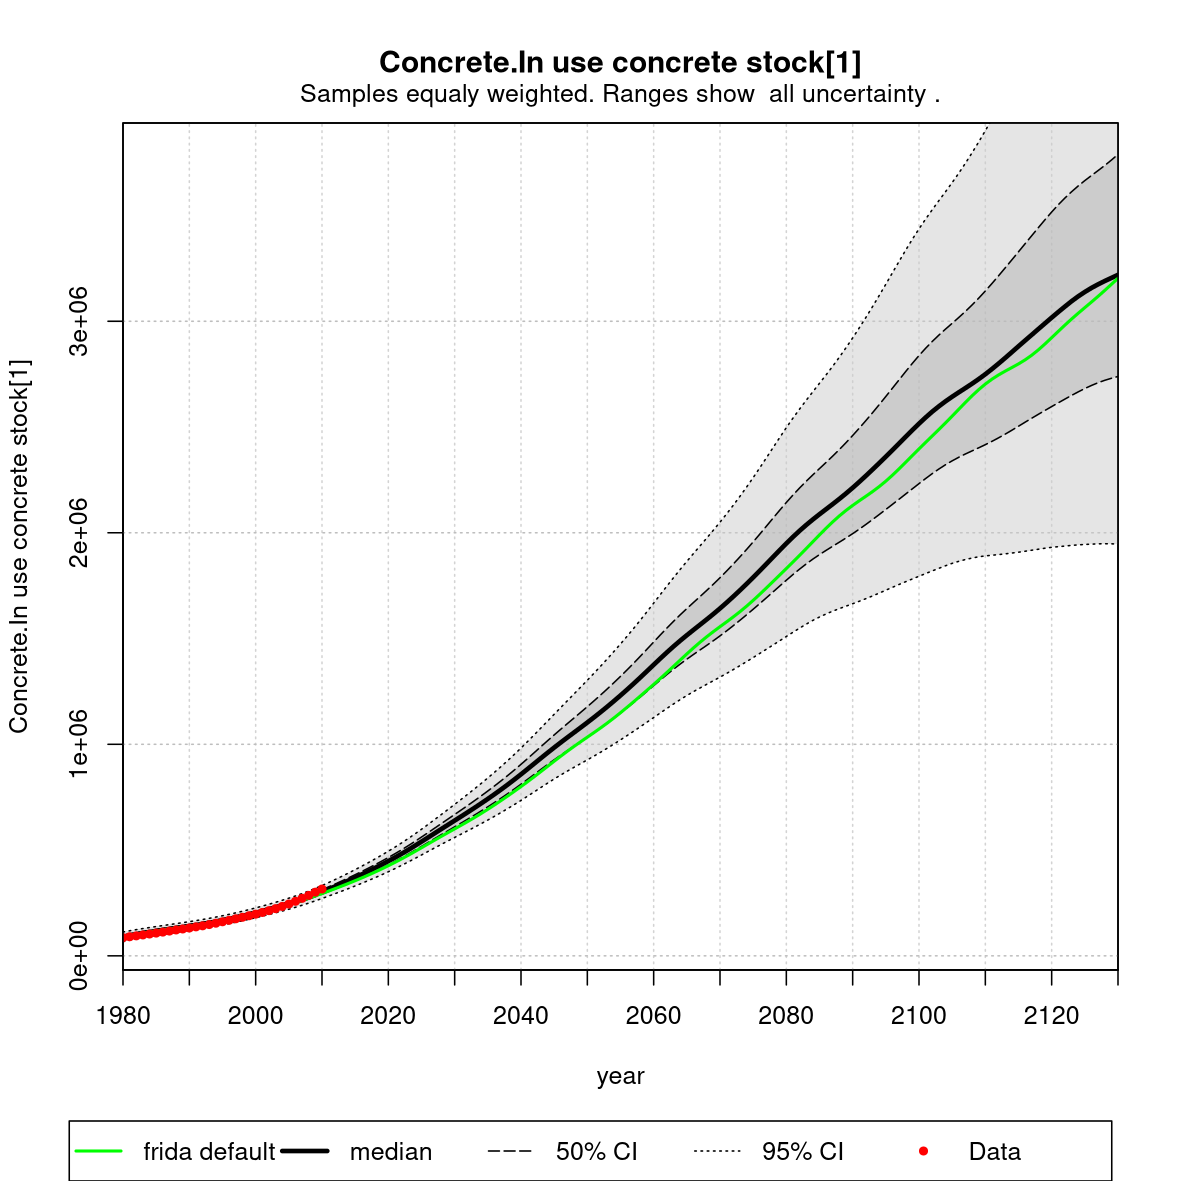 Concrete.In use concrete stock[1]
Samples equaly weighted. Ranges show  all uncertainty .
Concrete.In use concrete stock[1]
3e+06
2e+06
1e+06
0e+00
1980 2000 2020 2040 2060 2080 2100 2120
year
frida default median 50% CI 95% CI Data